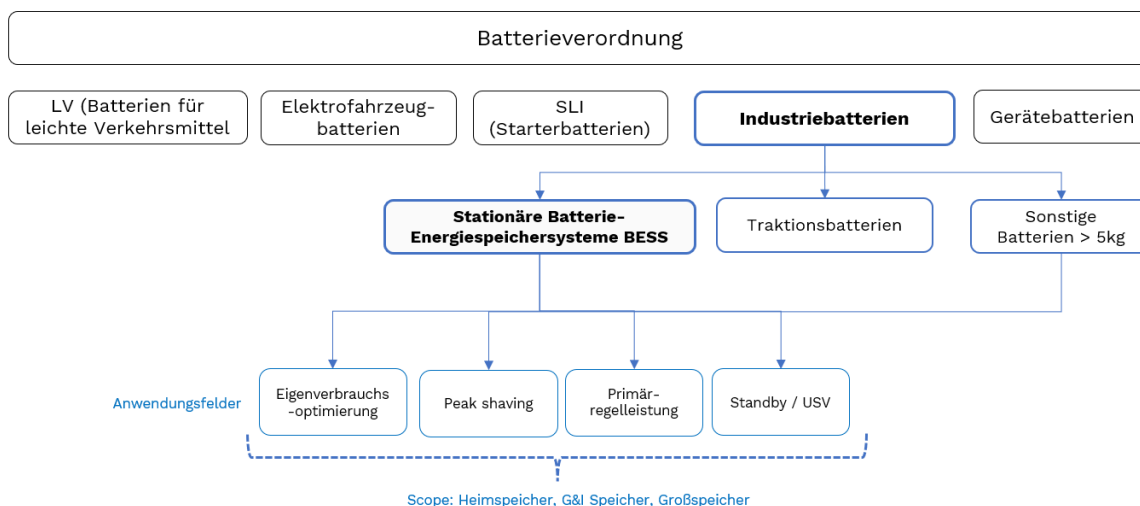 Batterieverordnung
LV (Batterien für
leichte Verkehrsmittel
Elektrofahrzeug-
batterien
SLI
(Starterbatterien)
Industriebatterien
Gerätebatterien
Stationäre Batterie-
Energiespeichersysteme BESS
Traktionsbatterien
Sonstige
Batterien > 5kg
Anwendungsfelder
Eigenverbrauchs
-optimierung
Peak shaving
Primär-
regelleistung
Standby / USV
Scope: Heimspeicher, G&I Speicher, Großspeicher